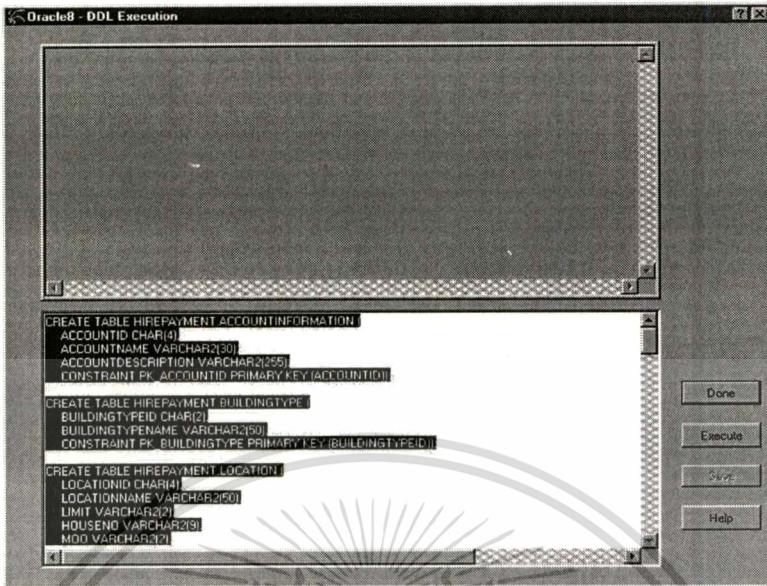 Oracle8 - DDL Execution
CREATE TABLE HIREPAYMENT.ACCOUNTINFORMATION (
ACCOUNTID CHAR(4),
ACCOUNTNAME VARCHAR2(30),
ACCOUNTDESCRIPTION VARCHAR2(255),
CONSTRAINT PK_ACCOUNTID PRIMARY KEY (ACCOUNTID));
CREATE TABLE HIREPAYMENT.BUILDINGTYPE (
BUILDINGTYPEID CHAR(2),
BUILDINGTYPENAME VARCHAR2(50),
CONSTRAINT PK_BUILDINGTYPE PRIMARY KEY (BUILDINGTYPEID));
CREATE TABLE HIREPAYMENT.LOCATION (
LOCATIONID CHAR(4),
LOCATIONNAME VARCHAR2(50),
LIMIT VARCHAR2(2),
HOUSENO VARCHAR2(9),
MOO VARCHAR2(2),
Done
Execute
Save
Help